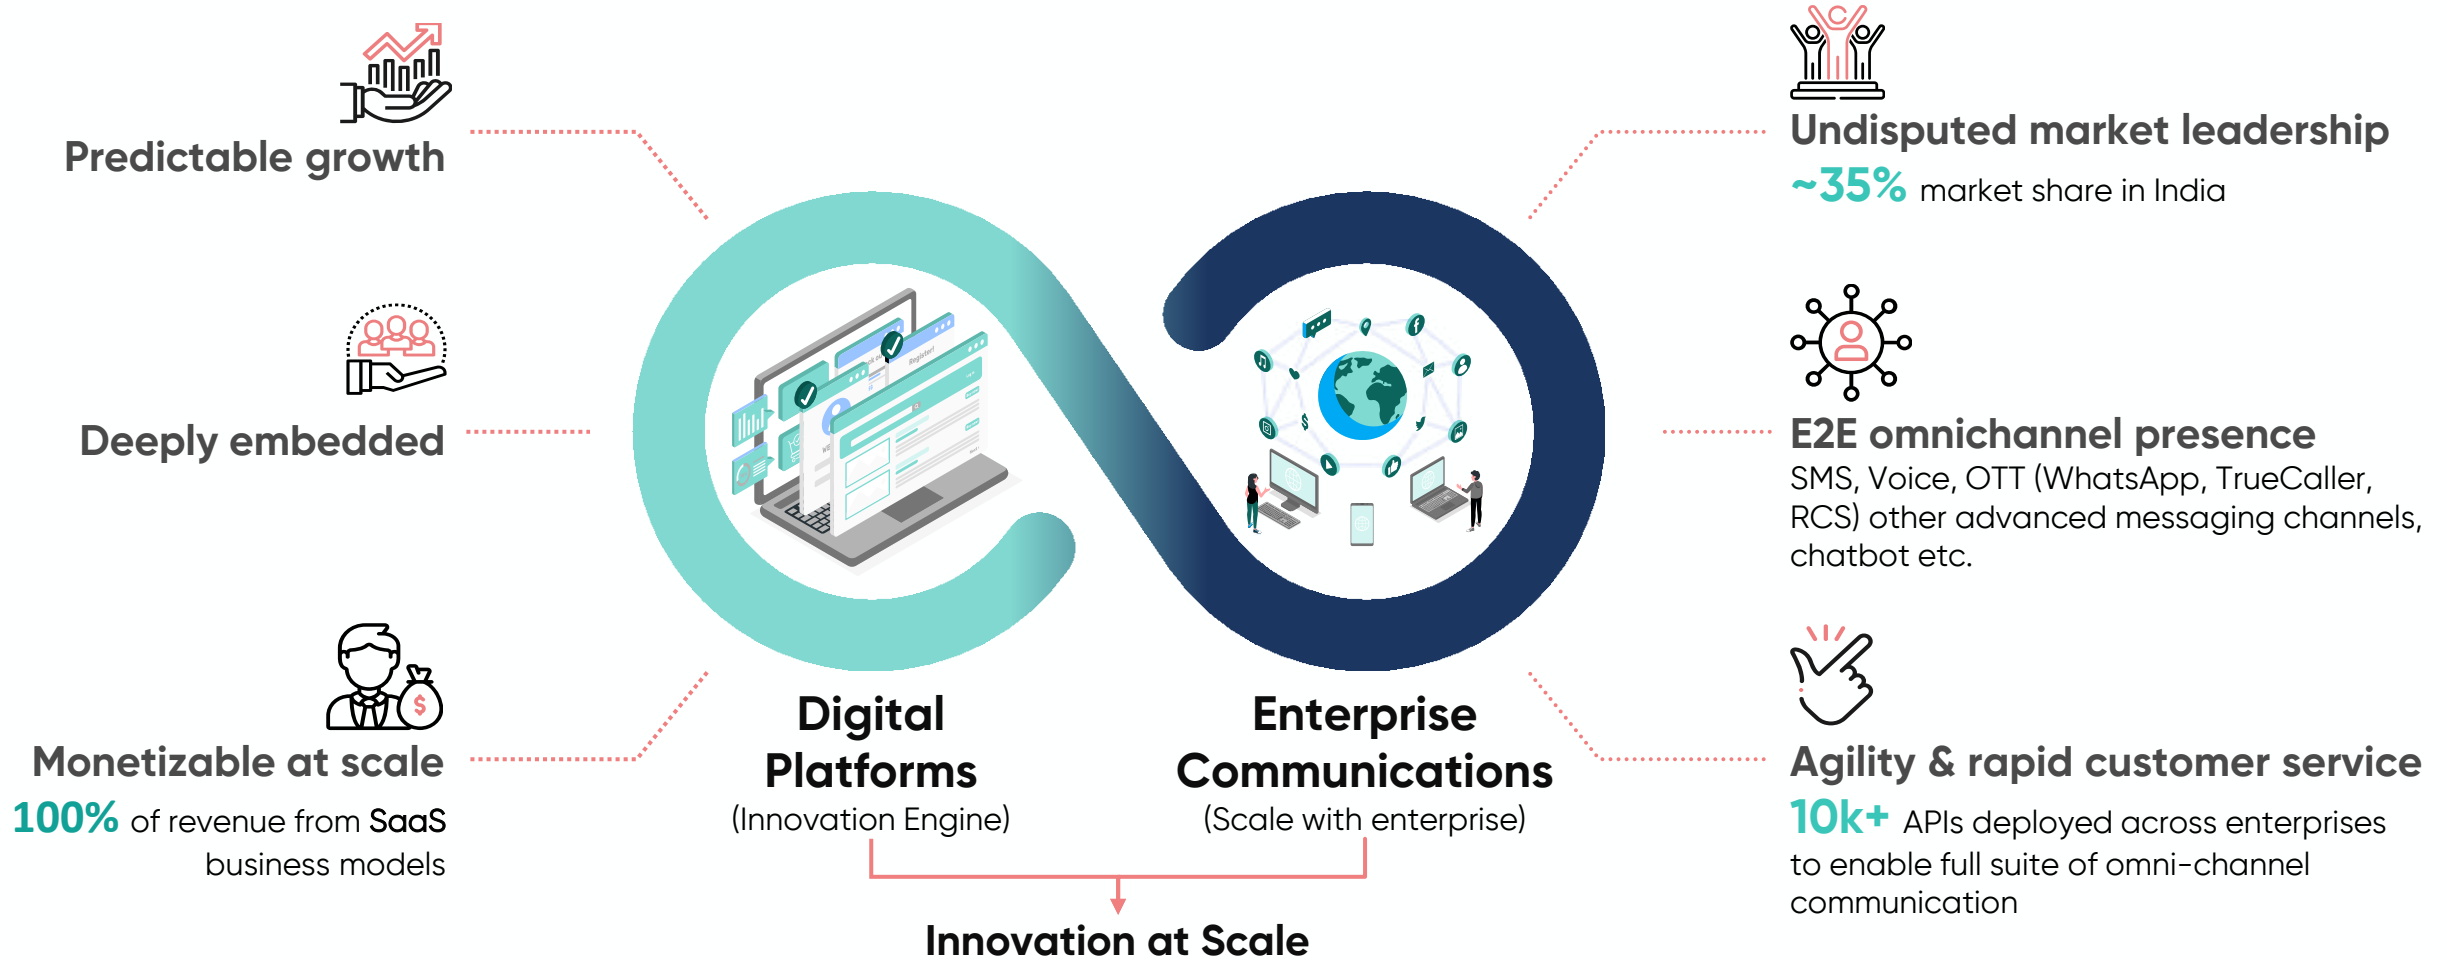 Predictable growth
Deeply embedded
Monetizable at scale
100% of revenue from SaaS
business models
Register!
Digital
Platforms
(Innovation Engine)
Enterprise
Communications
(Scale with enterprise)
Innovation at Scale
Undisputed market leadership
~35% market share in India
E2E omnichannel presence
SMS, Voice, OTT (WhatsApp, TrueCaller,
RCS) other advanced messaging channels,
chatbot etc.
Agility & rapid customer service
10k+ APIs deployed across enterprises
to enable full suite of omni-channel
communication